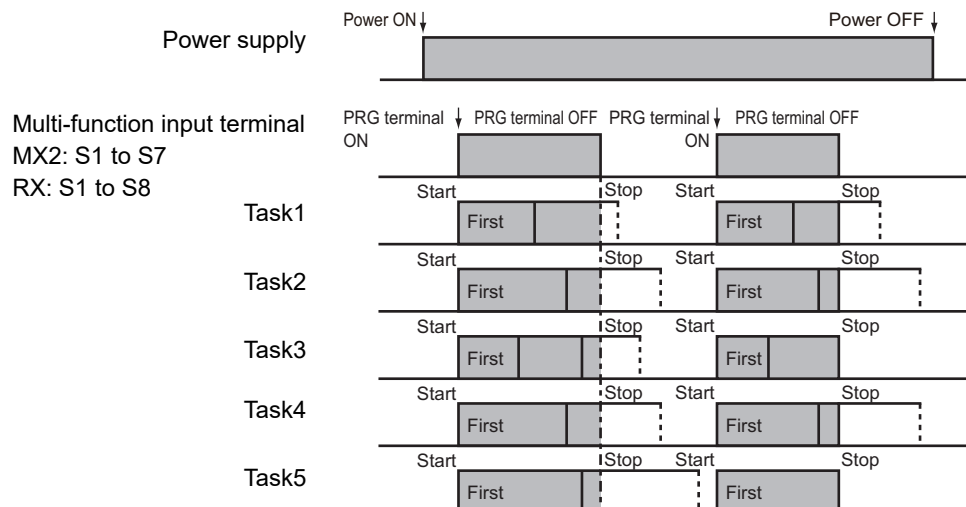 Power ON
Power OFF
Power supply
Multi-function input terminal
MX2: S1 to S7
RX: S1 to S8
PRG terminal
ON
PRG terminal OFF
PRG terminal
ON
PRG terminal OFF
Start
Stop
Start
Stop
Task1
First
First
Start
Stop
Start
Stop
Task2
First
First
Start
Stop
Start
Stop
Task3
First
First
Start
Stop
Start
Stop
Task4
First
First
Start
Stop
Start
Stop
Task5
First
First